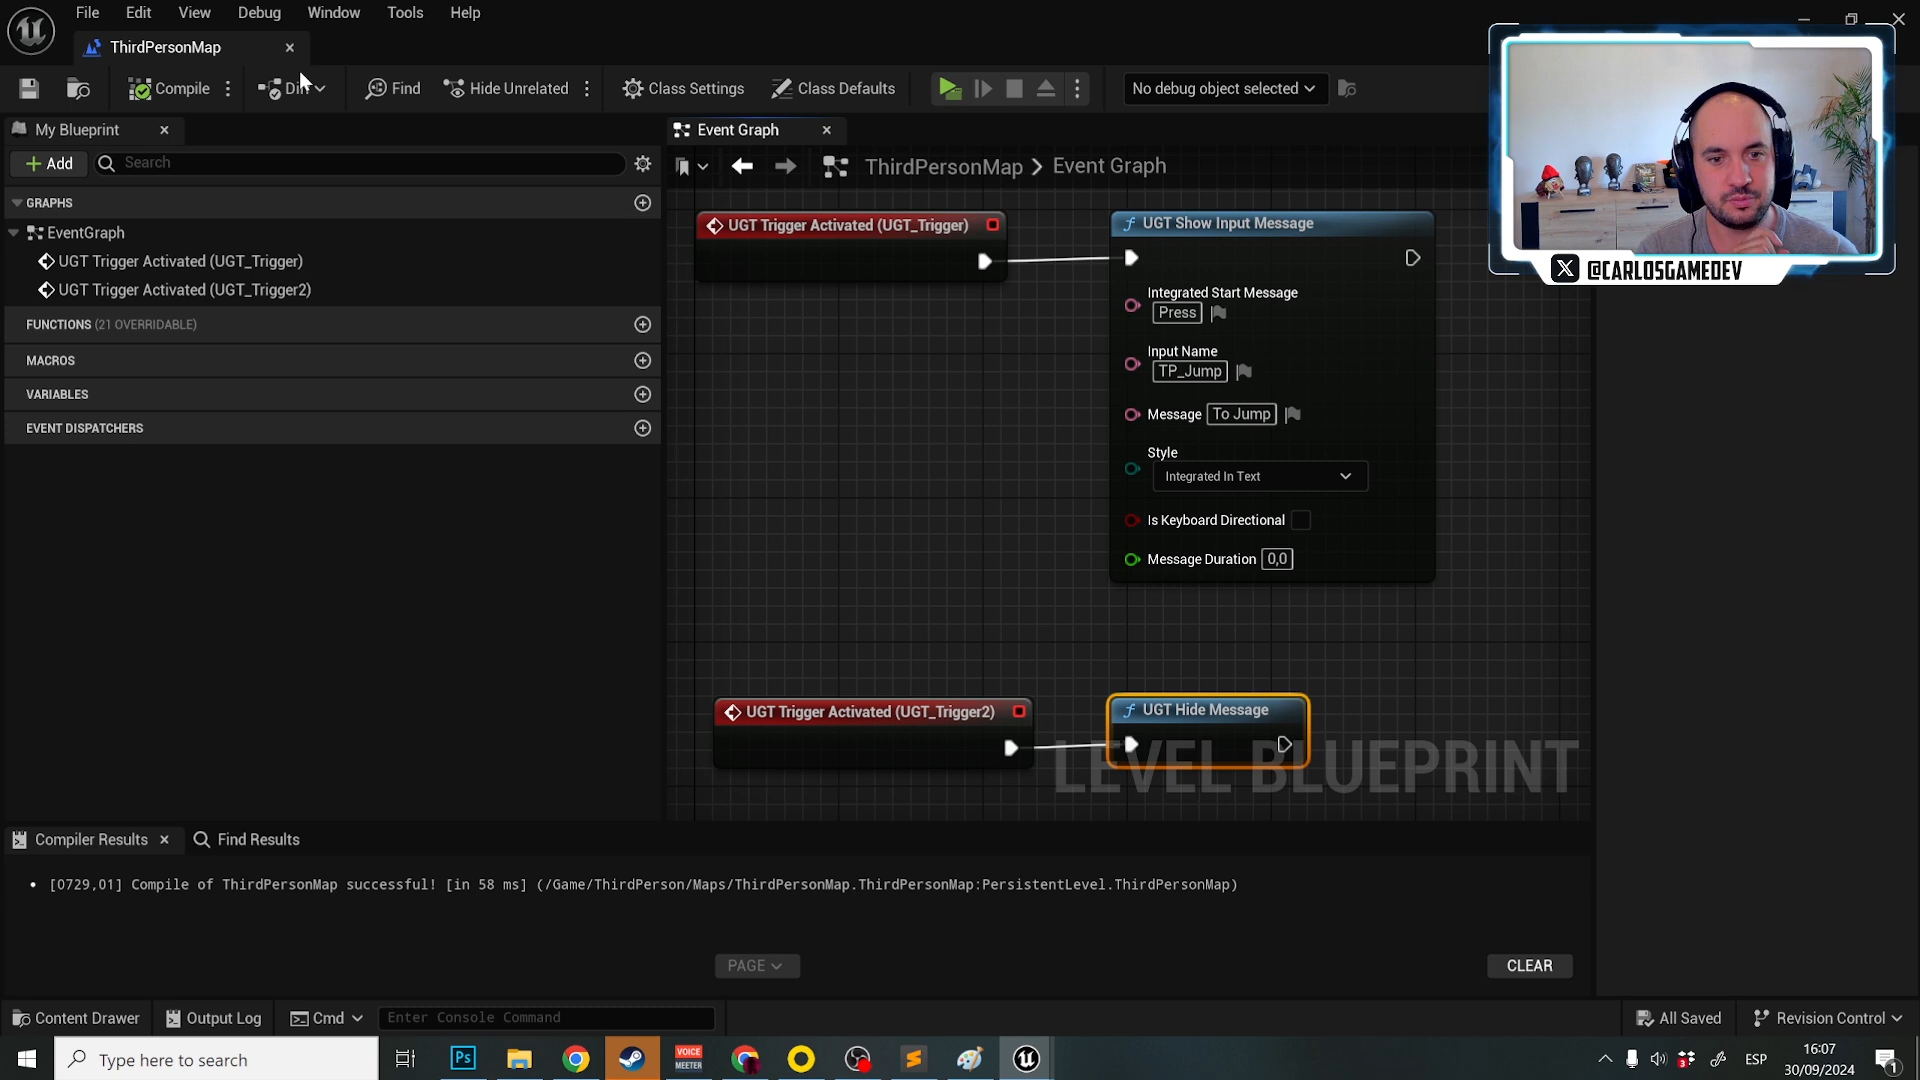 File Edit View Debug Window Tools Help
ThirdPersonMap
Compile
Find
Hide Unrelated
Class Settings
Class Defaults
No debug object selected
My Blueprint
Add
Search
GRAPHS
EventGraph
UGT Trigger Activated (UGT_Trigger)
UGT Trigger Activated (UGT_Trigger2)
FUNCTIONS (21 OVERRIDABLE)
MACROS
VARIABLES
EVENT DISPATCHERS
Event Graph
ThirdPersonMap > Event Graph
UGT Trigger Activated (UGT_Trigger)
UGT Show Input Message
Integrated Start Message
Press
Input Name
TP_Jump
Message To Jump
Style
Integrated In Text
Is Keyboard Directional
Message Duration 0,0
UGT Trigger Activated (UGT_Trigger2)
UGT Hide Message
LEVEL BLUEPRINT
@CARLOSGAMEDEV
Compiler Results
Find Results
[0729,01] Compile of ThirdPersonMap successful! [in 58 ms] (/Game/ThirdPerson/Maps/ThirdPersonMap.ThirdPersonMap:PersistentLevel.ThirdPersonMap)
PAGE
CLEAR
Content Drawer
Output Log
Cmd
Enter Console Command
All Saved
Revision Control
Type here to search
Ps
VOICE
MEETER
ESP
16:07
30/09/2024